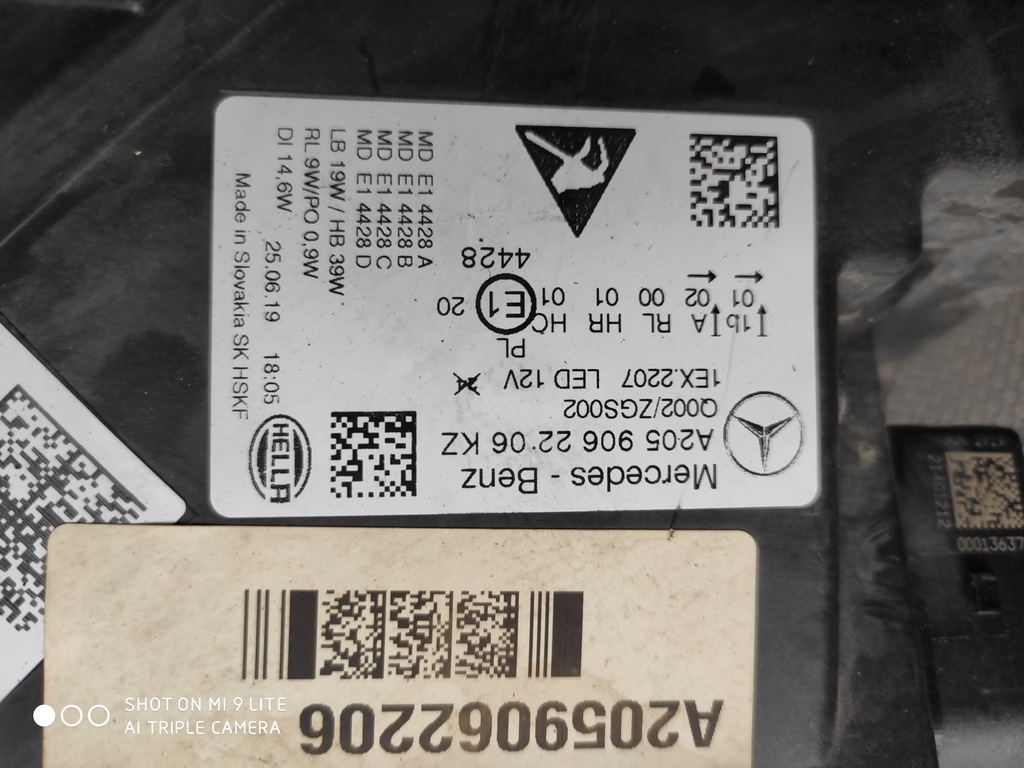 Mercedes - Benz
A205 906 22 06 KZ
Q002/ZGS002
1EX.2207 LED 12V
PL
1b A RL HR HC
01 02 00 01 01
E1
20
4428
HELLA
MD E1 4428 A
MD E1 4428 B
MD E1 4428 C
MD E1 4428 D
LB 19W / HB 39W
RL 9W/PO 0,9W
DI 14,6W
25.06.19 18:05
Made in Slovakia SK HSKF
A2059062206
00013637
SHOT ON MI 9 LITE
AI TRIPLE CAMERA